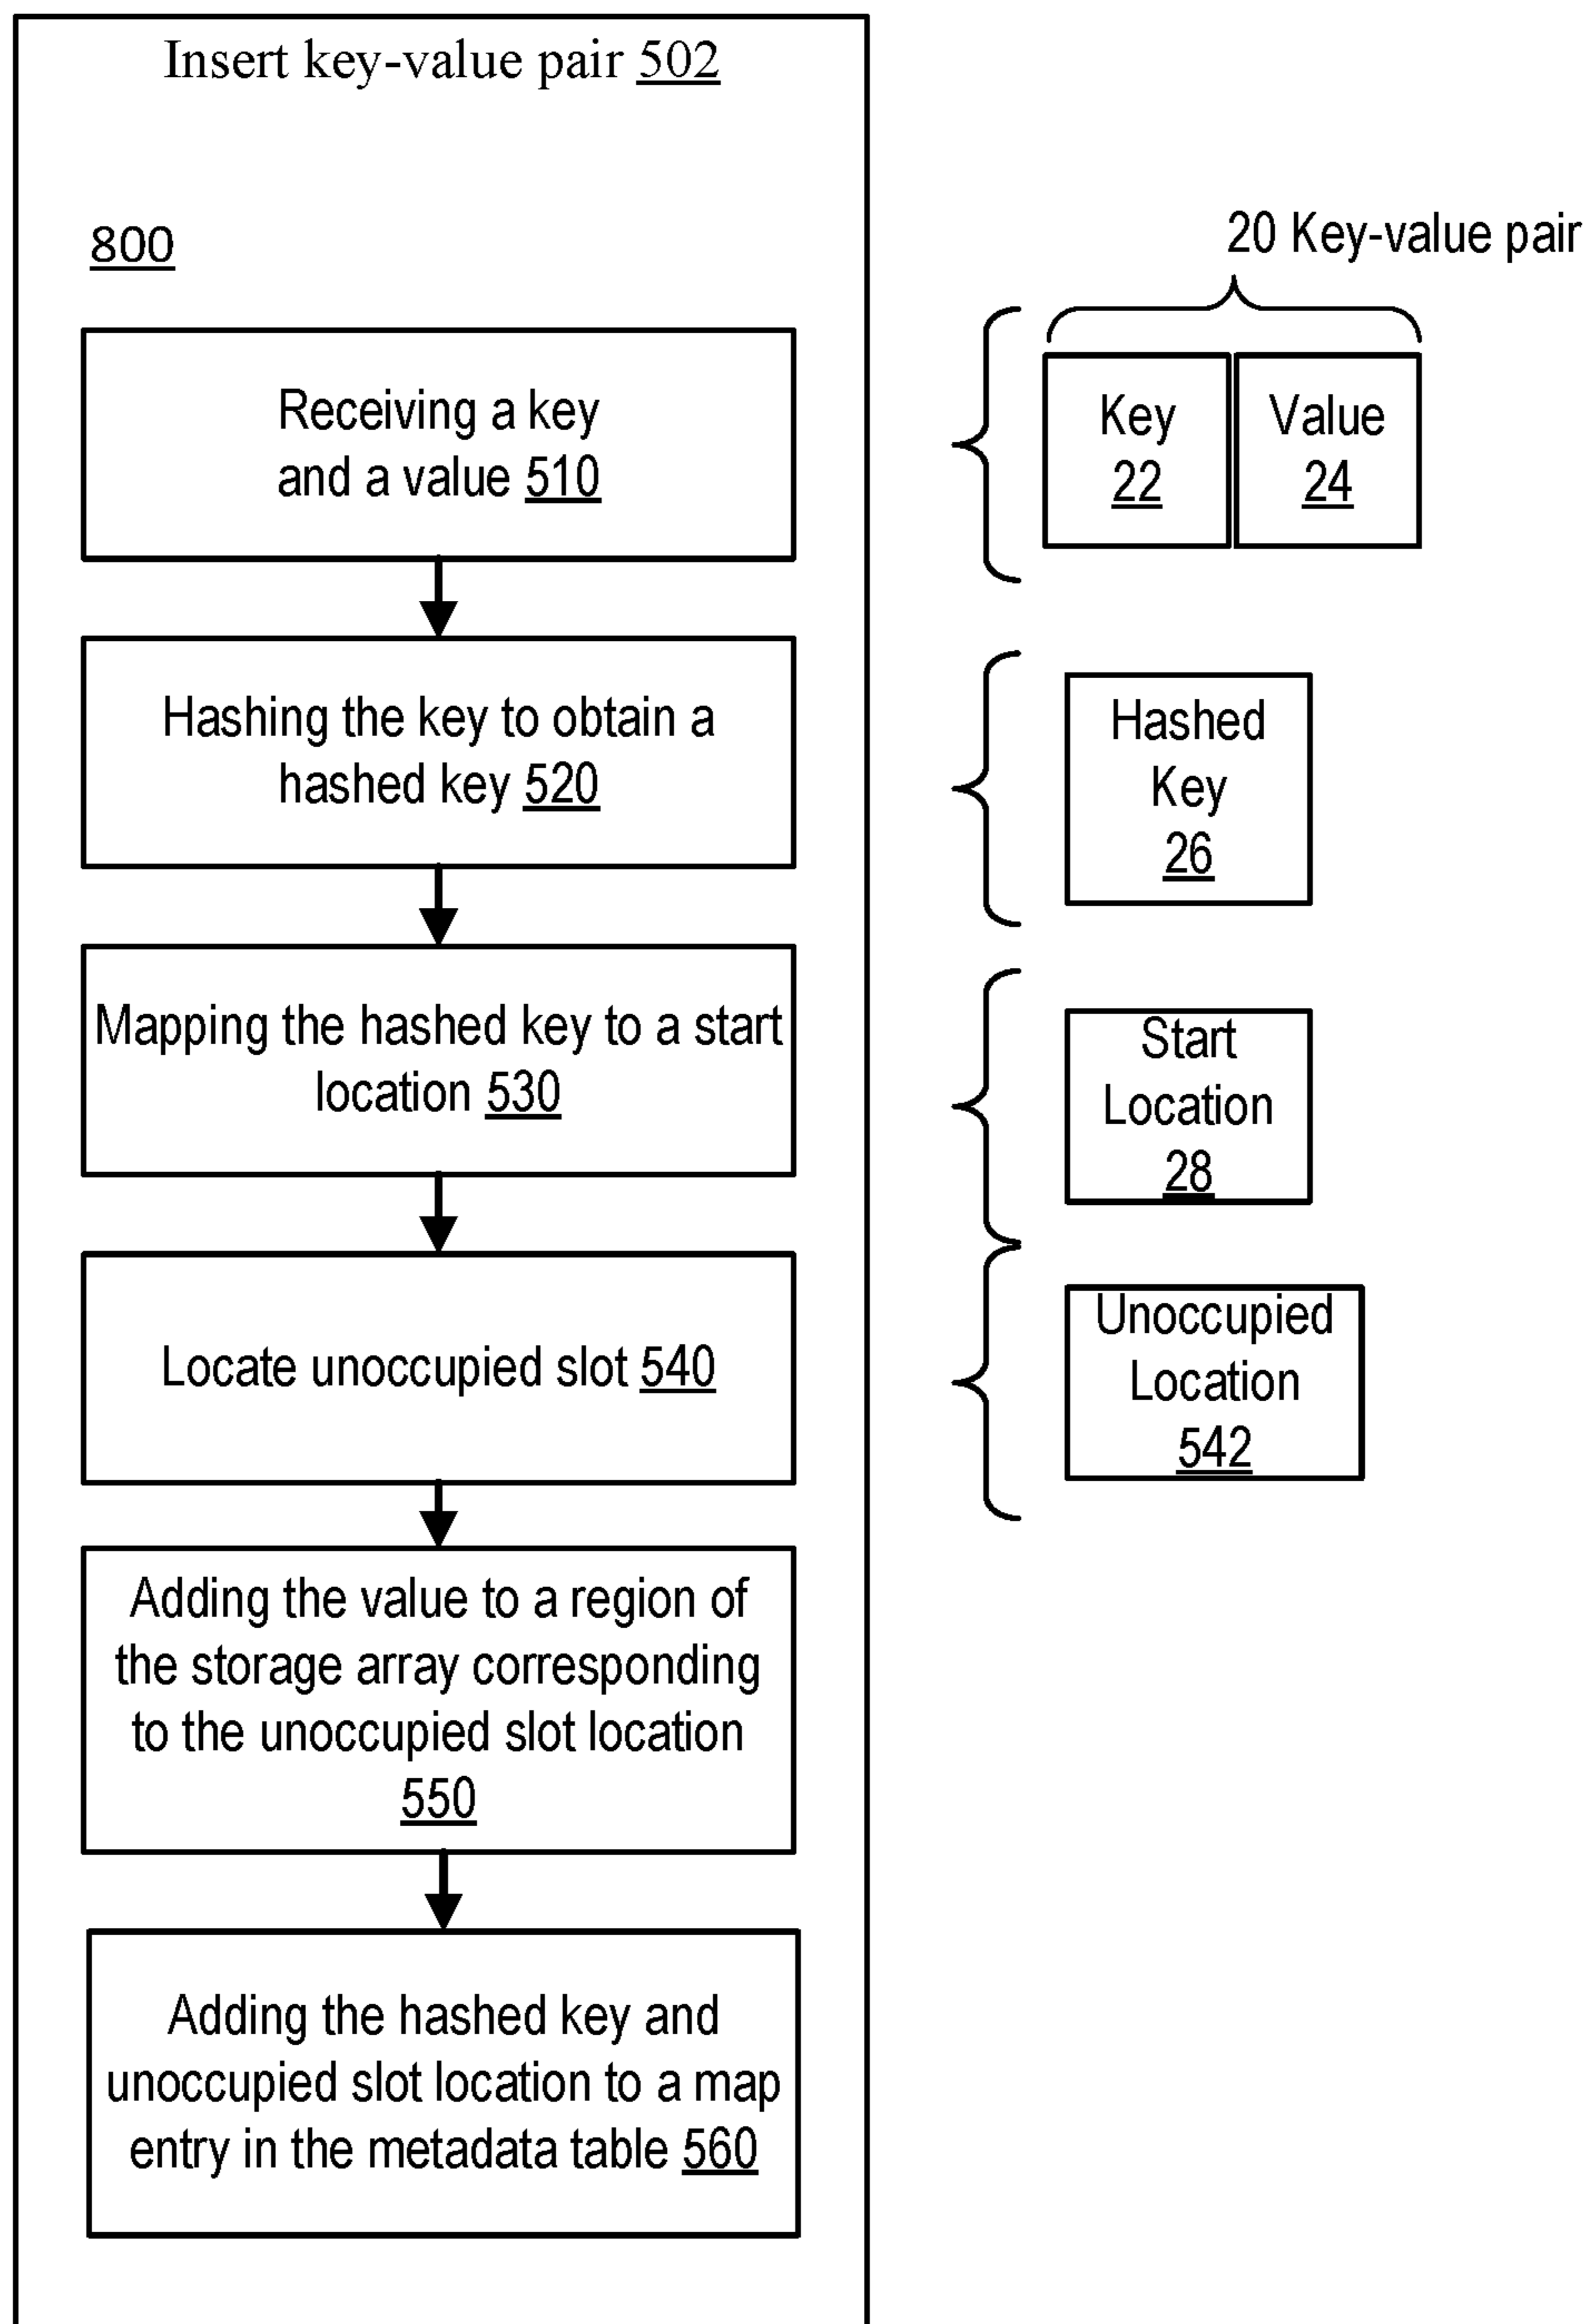 Insert key-value pair 502
800
20 Key-value pair
Receiving a key
and a value 510
Key
22
Value
24
Hashing the key to obtain a
hashed key 520
Hashed
Key
26
Mapping the hashed key to a start
location 530
Start
Location
28
Locate unoccupied slot 540
Unoccupied
Location
542
Adding the value to a region of
the storage array corresponding
to the unoccupied slot location
550
Adding the hashed key and
unoccupied slot location to a map
entry in the metadata table 560